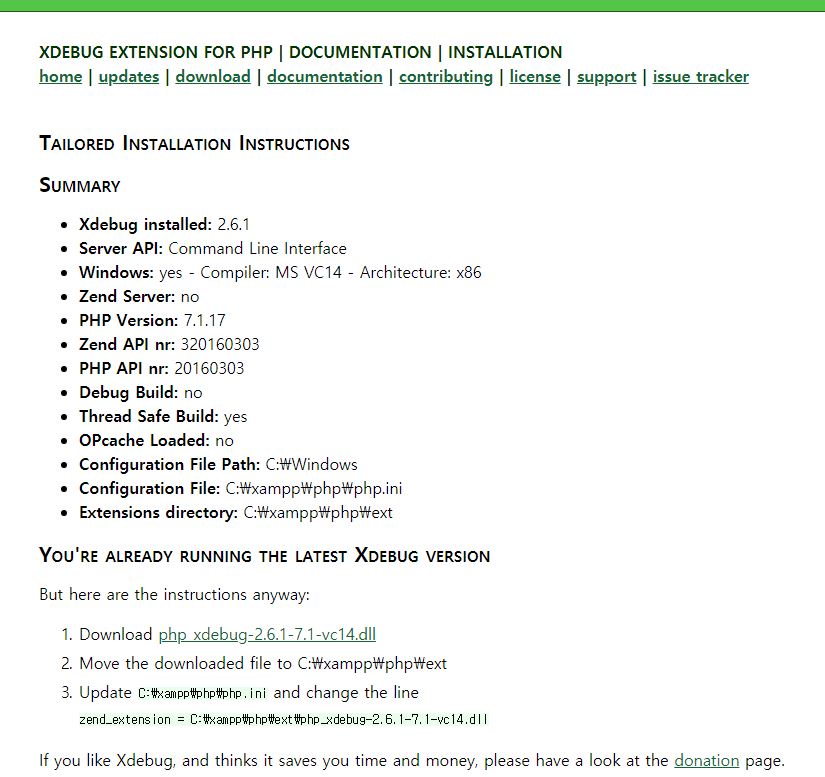 XDEBUG EXTENSION FOR PHP | DOCUMENTATION | INSTALLATION
home | updates | download | documentation | contributing | license | support | issue tracker
Tailored Installation Instructions
Summary
• Xdebug installed: 2.6.1
• Server API: Command Line Interface
• Windows: yes - Compiler: MS VC14 - Architecture: x86
• Zend Server: no
• PHP Version: 7.1.17
• Zend API nr: 320160303
• PHP API nr: 20160303
• Debug Build: no
• Thread Safe Build: yes
• OPcache Loaded: no
• Configuration File Path: C:₩Windows
• Configuration File: C:₩xampp₩php₩php.ini
• Extensions directory: C:₩xampp₩php₩ext
You're already running the latest Xdebug version
But here are the instructions anyway:
1. Download php_xdebug-2.6.1-7.1-vc14.dll
2. Move the downloaded file to C:₩xampp₩php₩ext
3. Update C:₩xampp₩php₩php.ini and change the line
zend_extension = C:₩xampp₩php₩ext₩php_xdebug-2.6.1-7.1-vc14.dll
If you like Xdebug, and thinks it saves you time and money, please have a look at the donation page.